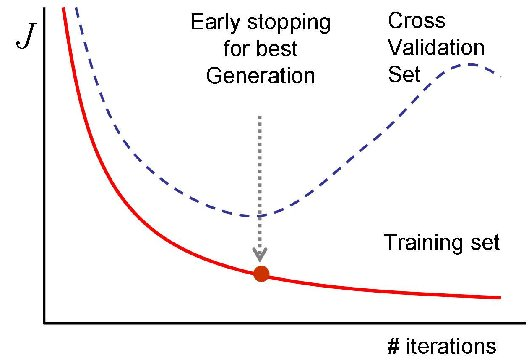 J
Early stopping
for best
Generation
Cross
Validation
Set
Training set
# iterations